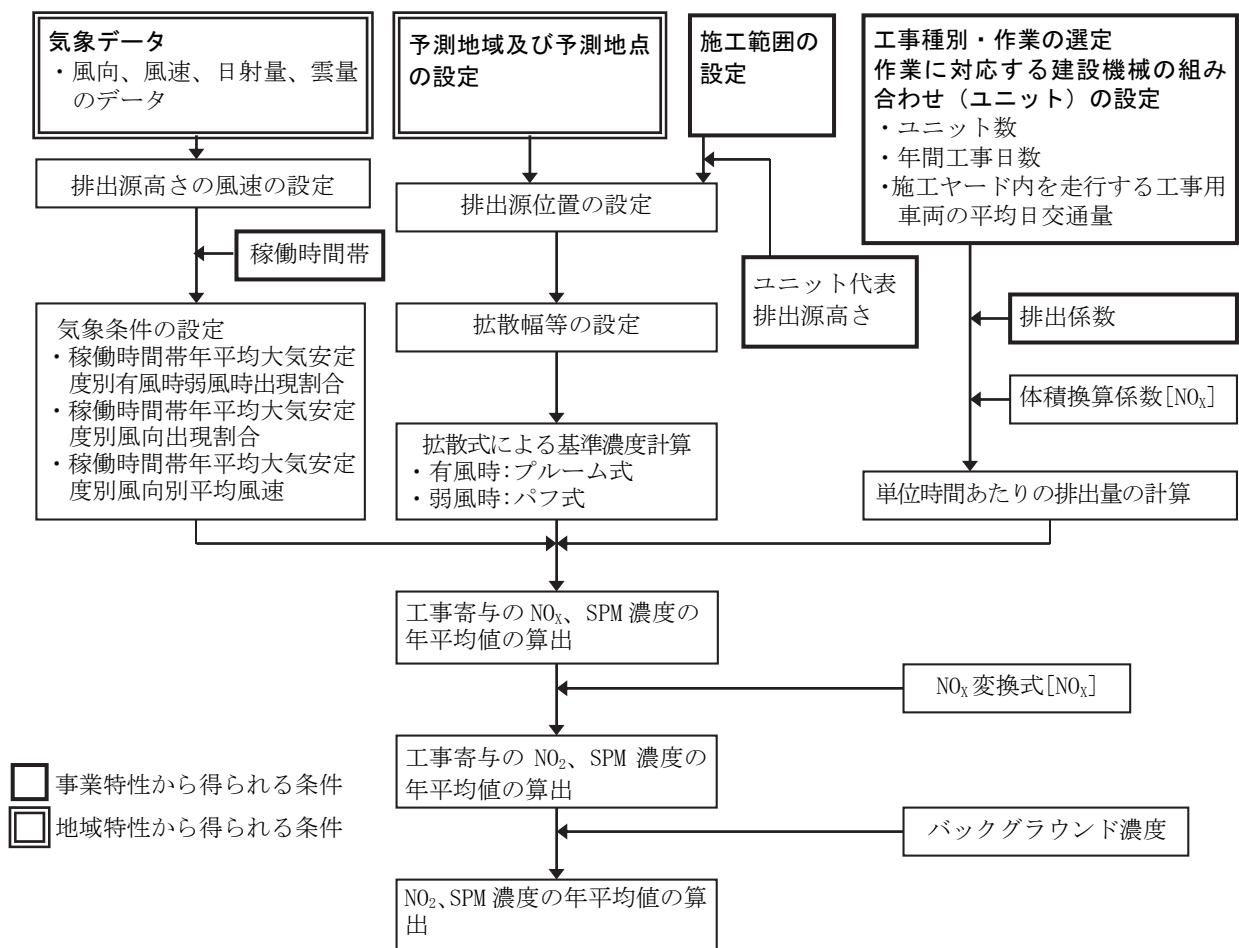 気象データ
・風向、風速、日射量、雲量
のデータ
予測地域及び予測地点
の設定
施工範囲の
設定
工事種別・作業の選定
作業に対応する建設機械の組み
合わせ（ユニット）の設定
・ユニット数
・年間工事日数
・施工ヤード内を走行する工事用
車両の平均日交通量
排出源高さの風速の設定
排出源位置の設定
稼働時間帯
ユニット代表
排出源高さ
気象条件の設定
・稼働時間帯年平均大気安定
度別有風時弱風時出現割合
・稼働時間帯年平均大気安定
度別風向出現割合
・稼働時間帯年平均大気安定
度別風向別平均風速
拡散幅等の設定
排出係数
体積換算係数[NOX]
拡散式による基準濃度計算
・有風時:プルーム式
・弱風時:パフ式
単位時間あたりの排出量の計算
工事寄与の NOX、SPM 濃度の
年平均値の算出
NOX 変換式[NOX]
工事寄与の NO2、SPM 濃度の
年平均値の算出
事業特性から得られる条件
地域特性から得られる条件
バックグラウンド濃度
NO2、SPM 濃度の年平均値の算
出